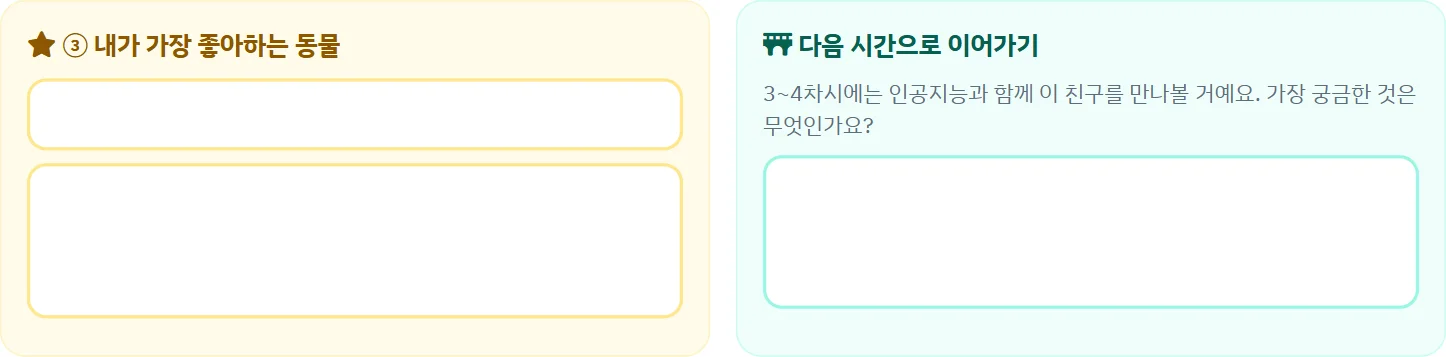 ③ 내가 가장 좋아하는 동물
다음 시간으로 이어가기
3~4차시에는 인공지능과 함께 이 친구를 만나볼 거예요. 가장 궁금한 것은
무엇인가요?